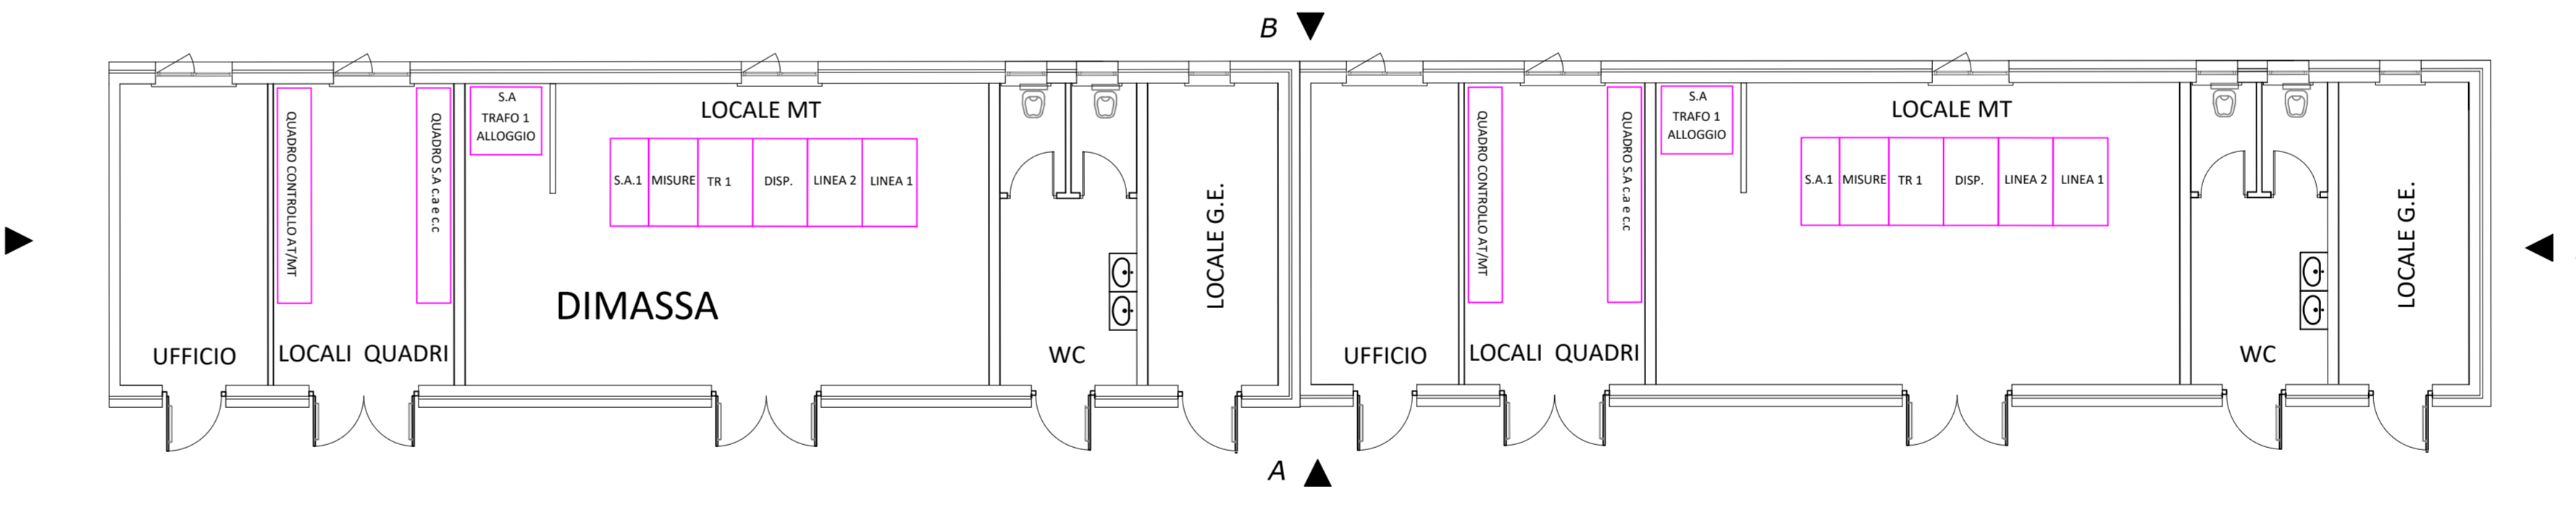 B
S.A
TRAFO 1
ALLOGGIO
LOCALE MT
QUADRO CONTROLLO AT/MT
QUADRO S.A c.a e c.c
S.A.1
MISURE
TR 1
DISP.
LINEA 2
LINEA 1
DIMASSA
LOCALE G.E.
UFFICIO
LOCALI QUADRI
WC
S.A
TRAFO 1
ALLOGGIO
LOCALE MT
QUADRO CONTROLLO AT/MT
QUADRO S.A c.a e c.c
S.A.1
MISURE
TR 1
DISP.
LINEA 2
LINEA 1
LOCALE G.E.
UFFICIO
LOCALI QUADRI
WC
A